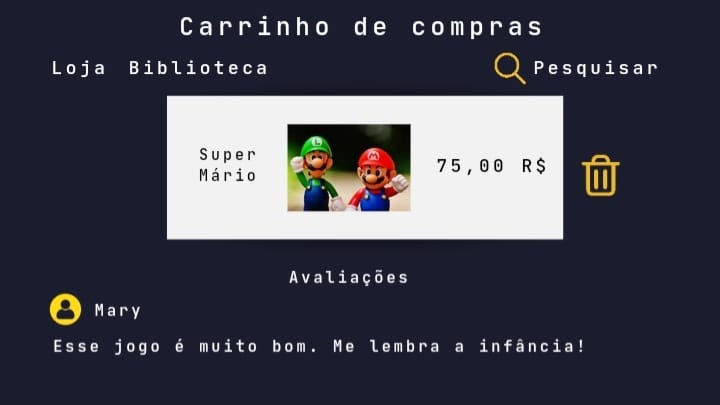 Carrinho de compras
Loja Biblioteca
Pesquisar
Super
Mário
75,00 R$
Avaliações
Mary
Esse jogo é muito bom. Me lembra a infância!